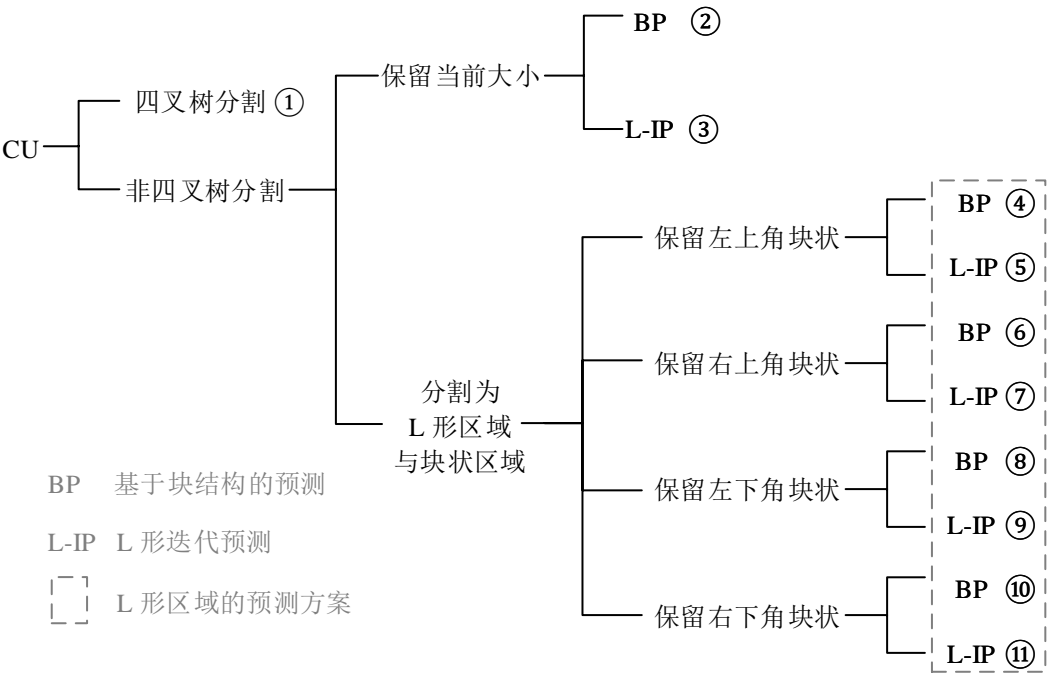 CU
四叉树分割 ①
非四叉树分割
保留当前大小
BP ②
L-IP ③
分割为
L 形区域
与块状区域
保留左上角块状
BP ④
L-IP ⑤
保留右上角块状
BP ⑥
L-IP ⑦
保留左下角块状
BP ⑧
L-IP ⑨
保留右下角块状
BP ⑩
L-IP ⑪
BP 基于块结构的预测
L-IP L 形迭代预测
L 形区域的预测方案